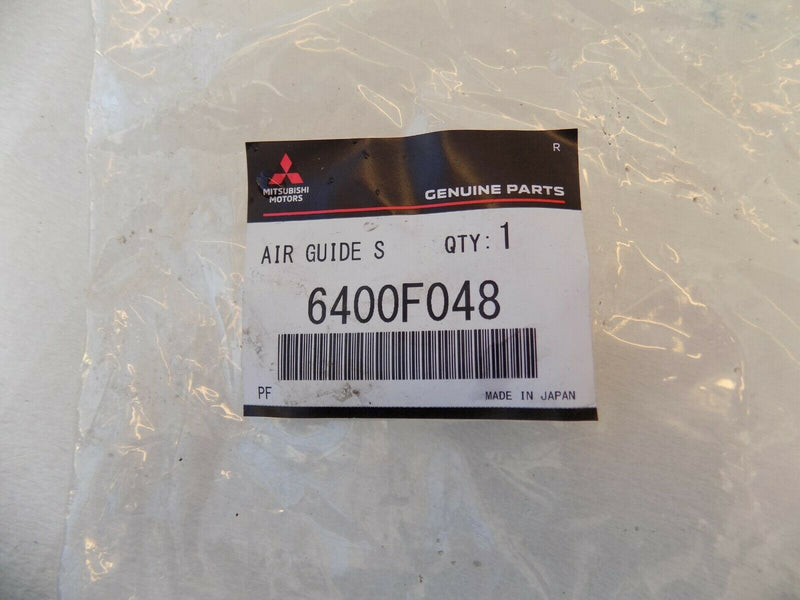 R
MITSUBISHI
MOTORS
GENUINE PARTS
AIR GUIDE S QTY: 1
6400F048
PF MADE IN JAPAN